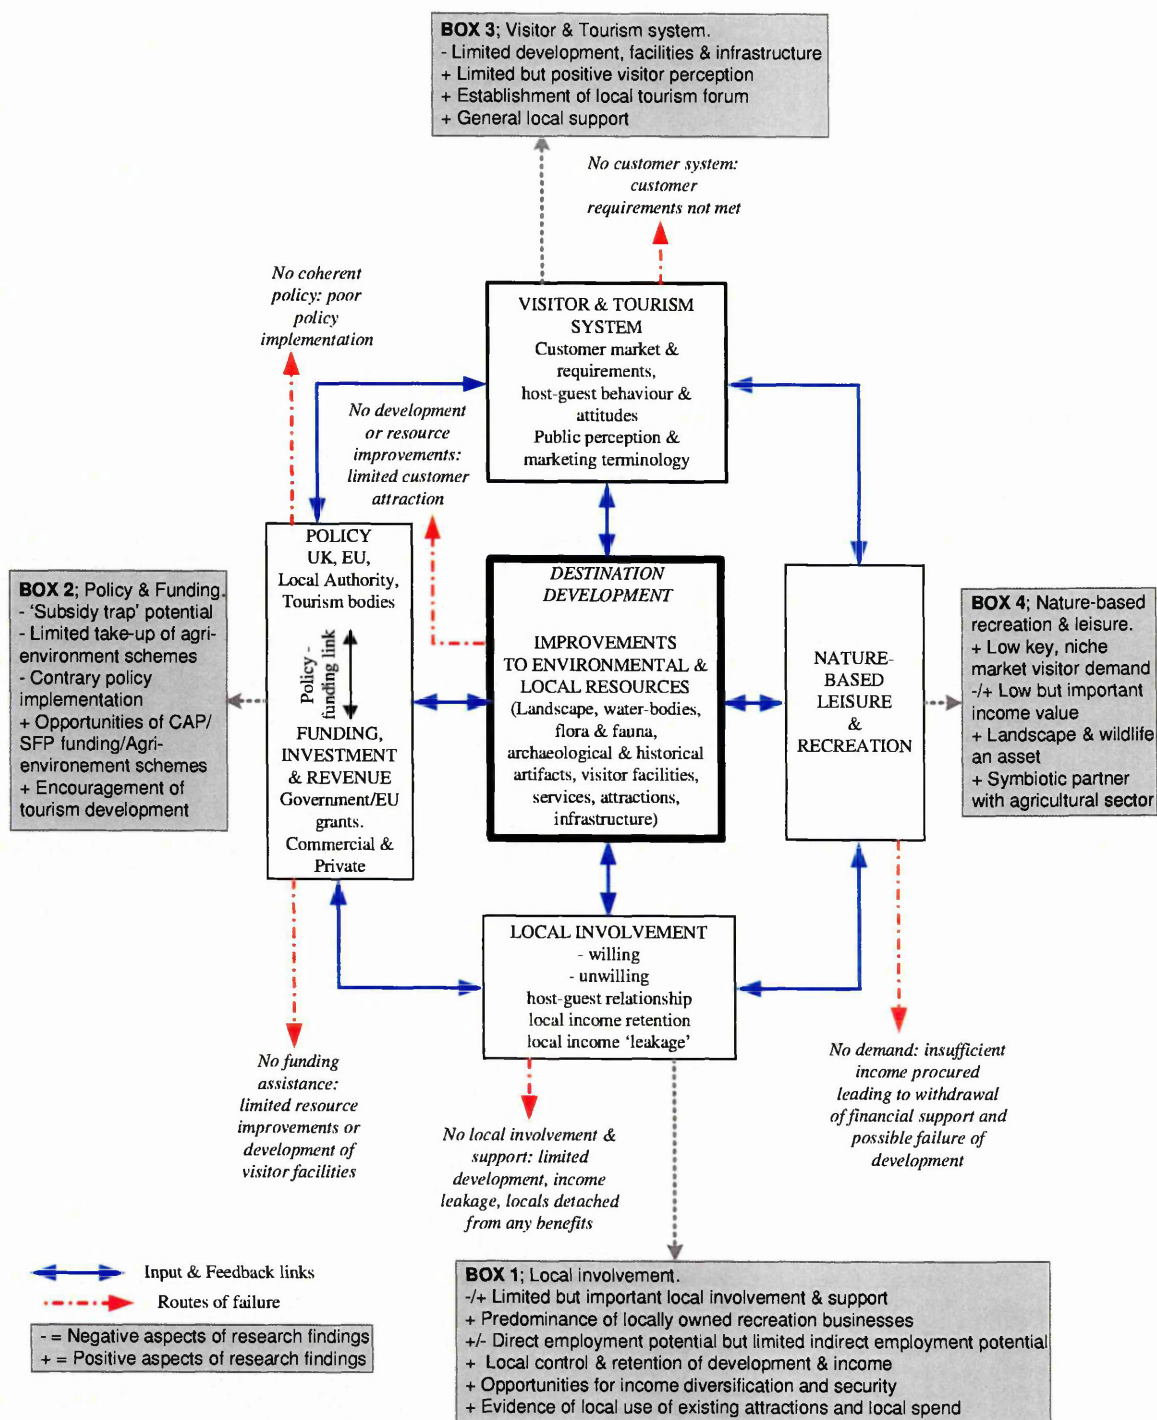 BOX 3; Visitor & Tourism system.
- Limited development, facilities & infrastructure
+ Limited but positive visitor perception
+ Establishment of local tourism forum
+ General local support
No customer system:
customer
requirements not met
No coherent
policy: poor
policy
implementation
VISITOR & TOURISM
SYSTEM
Customer market &
requirements,
host-guest behaviour &
attitudes
Public perception &
marketing terminology
No development
or resource
improvements:
limited customer
attraction
POLICY
UK, EU,
Local Authority,
Tourism bodies
Policy -
funding link
FUNDING,
INVESTMENT
& REVENUE
Government/EU
grants.
Commercial &
Private
BOX 2; Policy & Funding.
- 'Subsidy trap' potential
- Limited take-up of agri-
environment schemes
- Contrary policy
implementation
+ Opportunities of CAP/
SFP funding/Agri-
environement schemes
+ Encouragement of
tourism development
DESTINATION
DEVELOPMENT
IMPROVEMENTS
TO ENVIRONMENTAL &
LOCAL RESOURCES
(Landscape, water-bodies,
flora & fauna,
archaeological & historical
artifacts, visitor facilities,
services, attractions,
infrastructure)
NATURE-
BASED
LEISURE
&
RECREATION
BOX 4; Nature-based
recreation & leisure.
+ Low key, niche
market visitor demand
-/+ Low but important
income value
+ Landscape & wildlife
an asset
+ Symbiotic partner
with agricultural sector
LOCAL INVOLVEMENT
- willing
- unwilling
host-guest relationship
local income retention
local income 'leakage'
No funding
assistance:
limited resource
improvements or
development of
visitor facilities
No local involvement &
support: limited
development, income
leakage, locals detached
from any benefits
No demand: insufficient
income procured
leading to withdrawal
of financial support and
possible failure of
development
Input & Feedback links
Routes of failure
- = Negative aspects of research findings
+ = Positive aspects of research findings
BOX 1; Local involvement.
-/+ Limited but important local involvement & support
+ Predominance of locally owned recreation businesses
+/- Direct employment potential but limited indirect employment potential
+ Local control & retention of development & income
+ Opportunities for income diversification and security
+ Evidence of local use of existing attractions and local spend